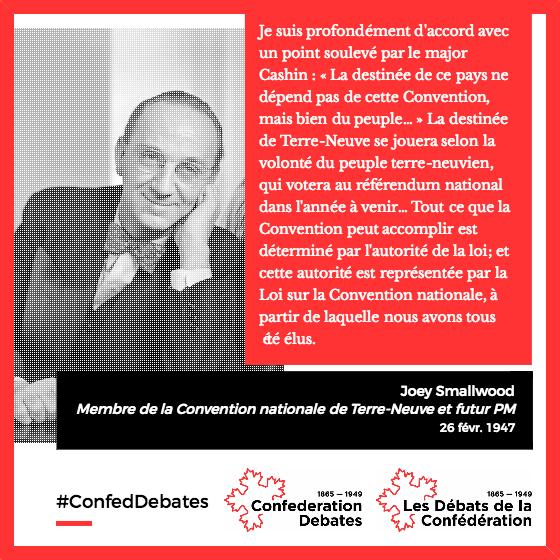 Je suis profondément d'accord avec
un point soulevé par le major
Cashin : « La destinée de ce pays ne
dépend pas de cette Convention,
mais bien du peuple... » La destinée
de Terre-Neuve se jouera selon la
volonté du peuple terre-neuvien,
qui votera au référendum national
dans l'année à venir... Tout ce que la
Convention peut accomplir est
déterminé par l'autorité de la loi; et
cette autorité est représentée par la
Loi sur la Convention nationale, à
partir de laquelle nous avons tous
été élus.
Joey Smallwood
Membre de la Convention nationale de Terre-Neuve et futur PM
26 févr. 1947
#ConfedDebates
1865 — 1949
Confederation
Debates
1865 — 1949
Les Débats de la
Confédération